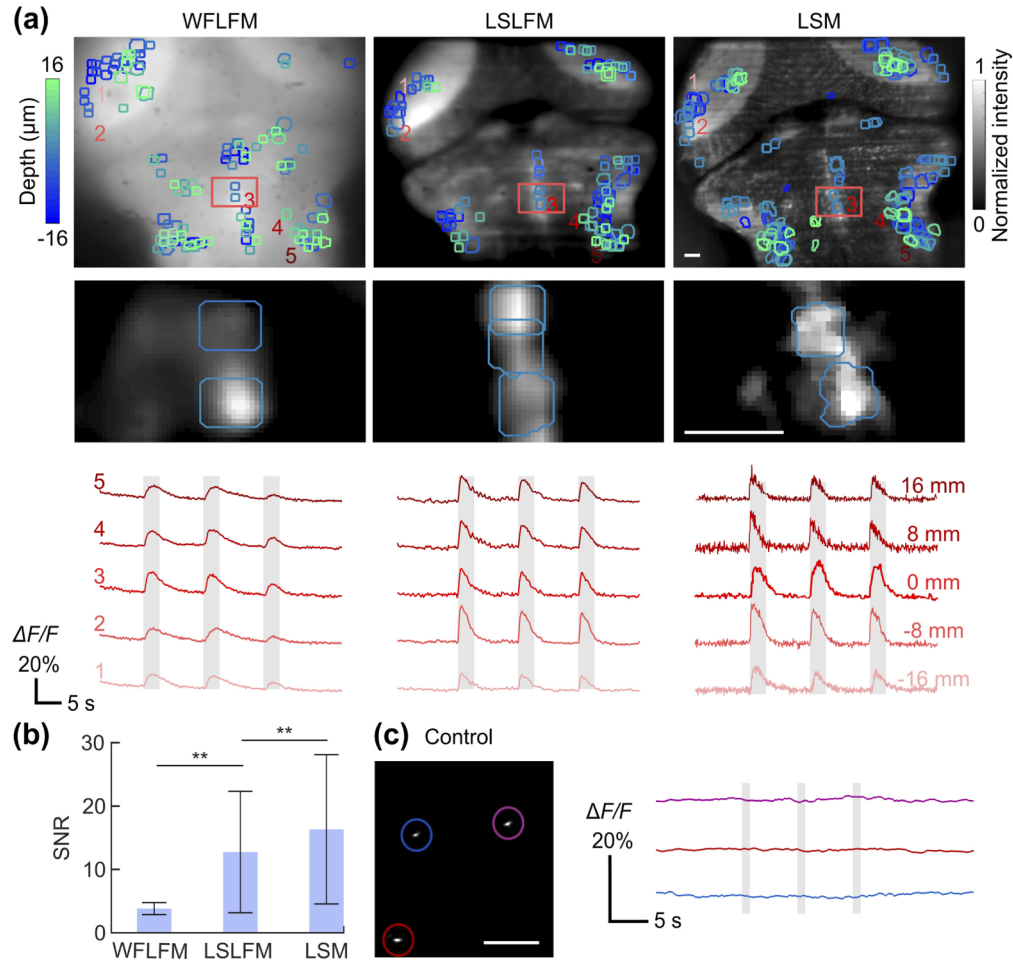 (a)
WFLFM
LSLFM
LSM
16
Depth (μm)
-16
1
2
3
4
5
1
2
3
4
5
1
2
3
4
5
1
Normalized intensity
0
5
4
3
2
1
16 mm
8 mm
0 mm
-8 mm
-16 mm
ΔF/F
20%
5 s
(b)
SNR
30
20
10
0
**
**
WFLFM
LSLFM
LSM
(c) Control
ΔF/F
20%
5 s